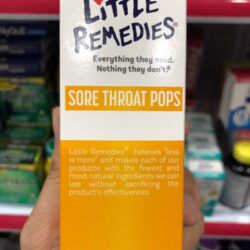 LITTLE
REMEDIES®
Everything they need.
Nothing they don't.®
SORE THROAT POPS
Little Remedies® believes "less
is more" and makes each of our
products with the fewest and
most natural ingredients we can
use without sacrificing the
product's effectiveness.